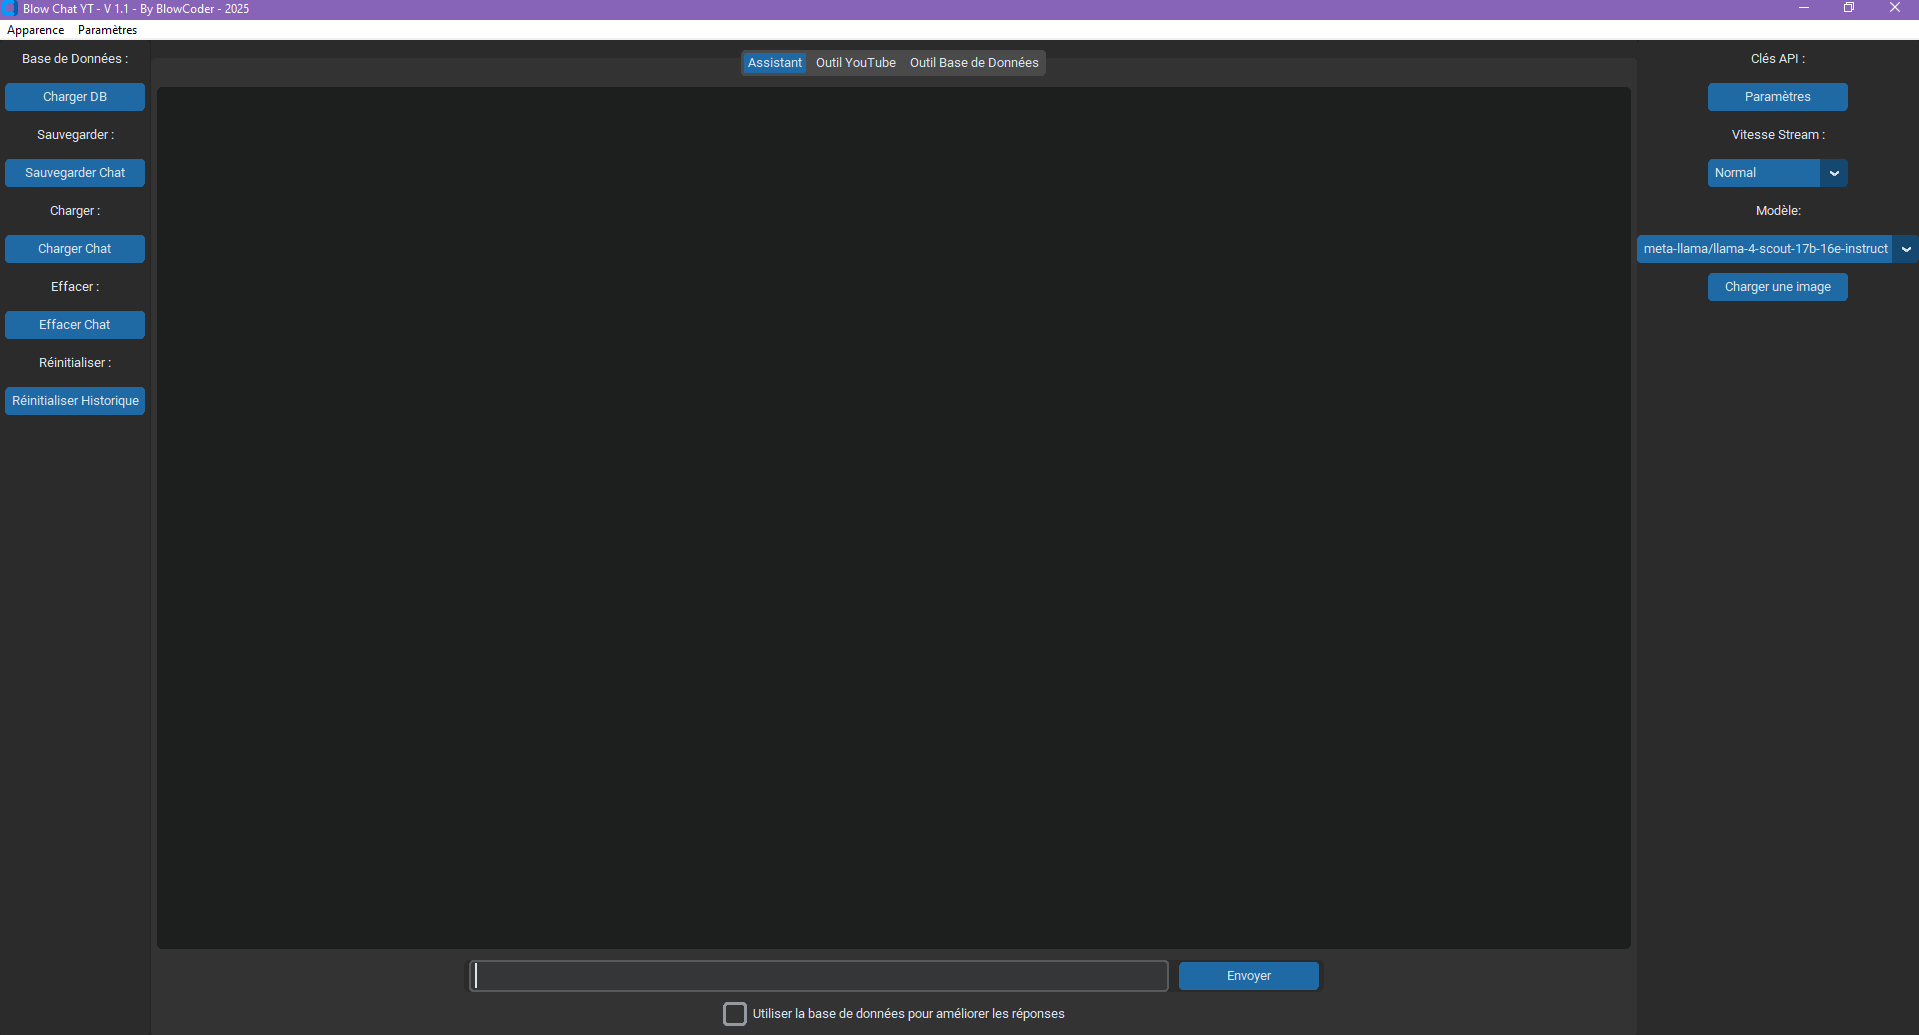 Blow Chat YT - V 1.1 - By BlowCoder - 2025
Apparence Paramètres
Base de Données :
Charger DB
Sauvegarder :
Sauvegarder Chat
Charger :
Charger Chat
Effacer :
Effacer Chat
Réinitialiser :
Réinitialiser Historique
Assistant Outil YouTube Outil Base de Données
Envoyer
Utiliser la base de données pour améliorer les réponses
Clés API :
Paramètres
Vitesse Stream :
Normal
Modèle:
meta-llama/llama-4-scout-17b-16e-instruct
Charger une image